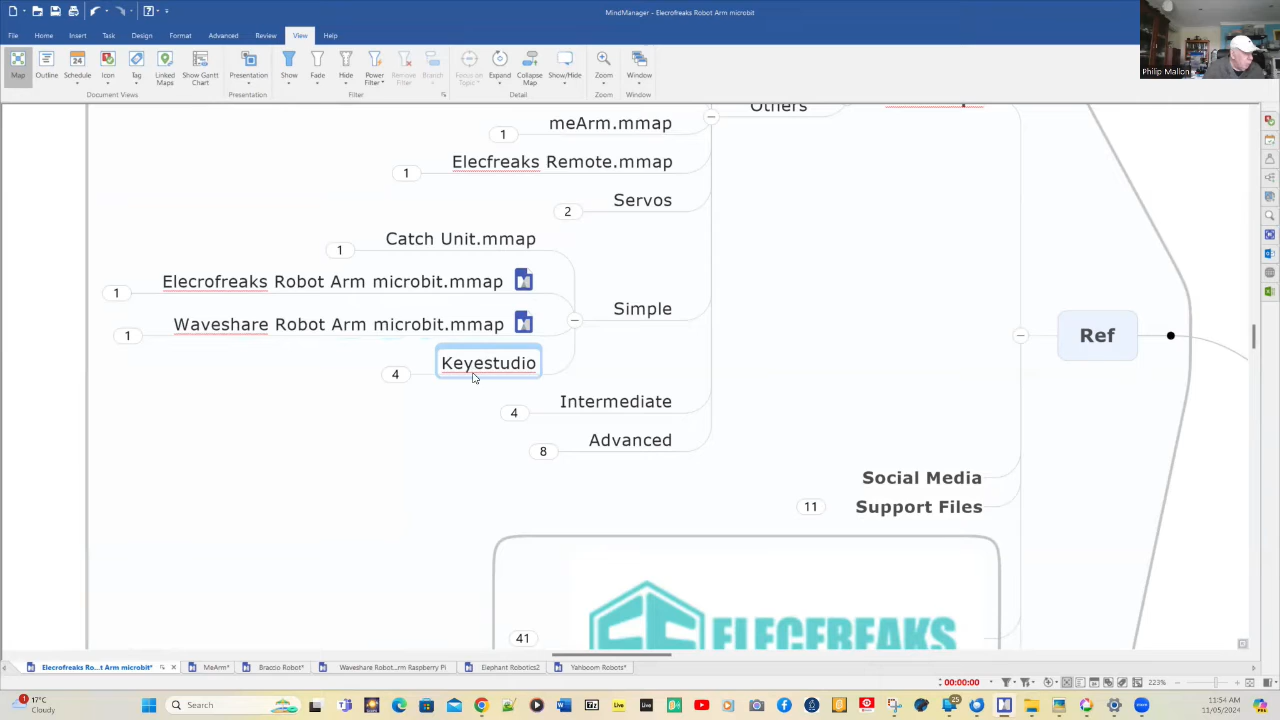 MindManager - Elecrofreaks Robot Arm microbit
File Home Insert Task Design Format Advanced Review View Help
Map Outline Schedule Icon Tag Linked Maps Show Gantt Chart Presentation Show Fade Hide Power Filter Remove Filter Branch Focus on Topic Expand Collapse Map Show/Hide Zoom Window
Document Views Presentation Filter Detail Zoom Window
Philip Mallon
Others
meArm.mmap
1
Elecfreaks Remote.mmap
1
Servos
2
Catch Unit.mmap
1
Elecrofreaks Robot Arm microbit.mmap
1
Simple
Waveshare Robot Arm microbit.mmap
1
Ref
Keyestudio
4
Intermediate
4
Advanced
8
Social Media
Support Files
11
ELECFREAKS
41
Elecrofreaks Ro...t Arm microbit* MeArm* Braccio Robot* Waveshare Robot...rm Raspberry Pi Elephant Robotics2 Yahboom Robots*
00:00:00 223%
17°C
Cloudy
Search
25
11:54 AM
11/05/2024